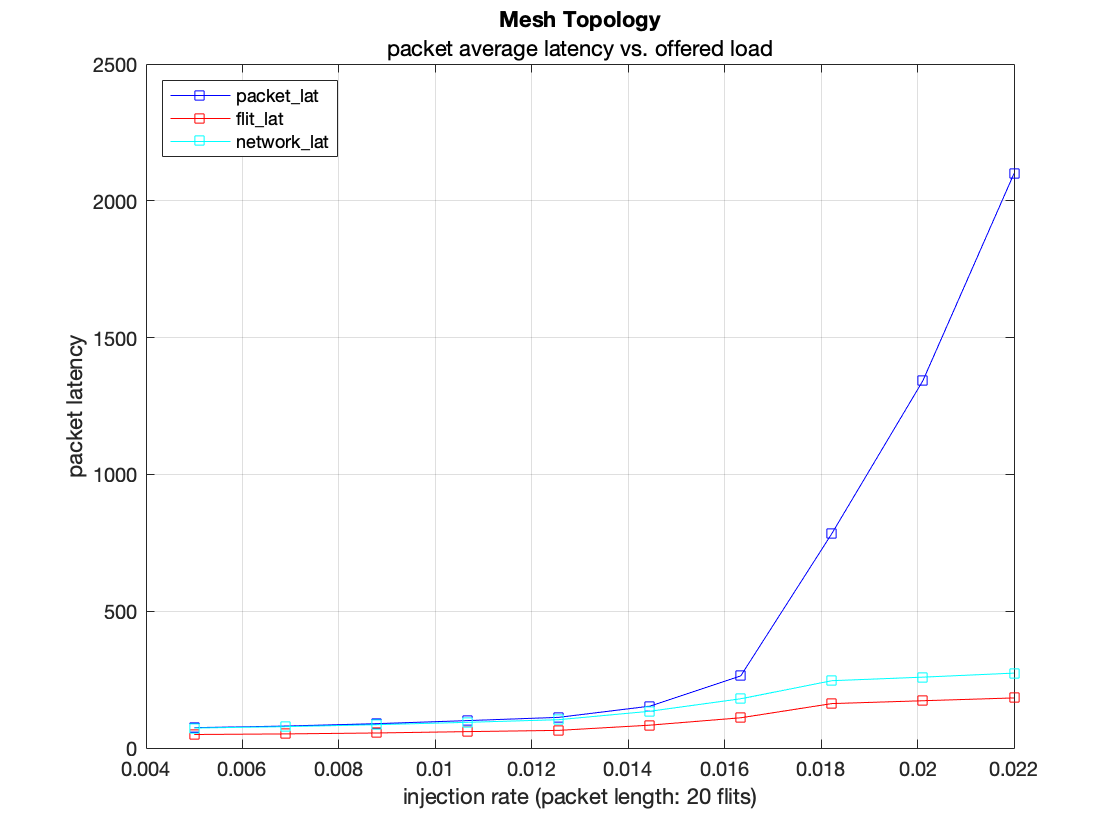 Mesh Topology
packet average latency vs. offered load
2500
packet_lat
flit_lat
network_lat
2000
1500
packet latency
1000
500
0
0.004 0.006 0.008 0.01 0.012 0.014 0.016 0.018 0.02 0.022
injection rate (packet length: 20 flits)